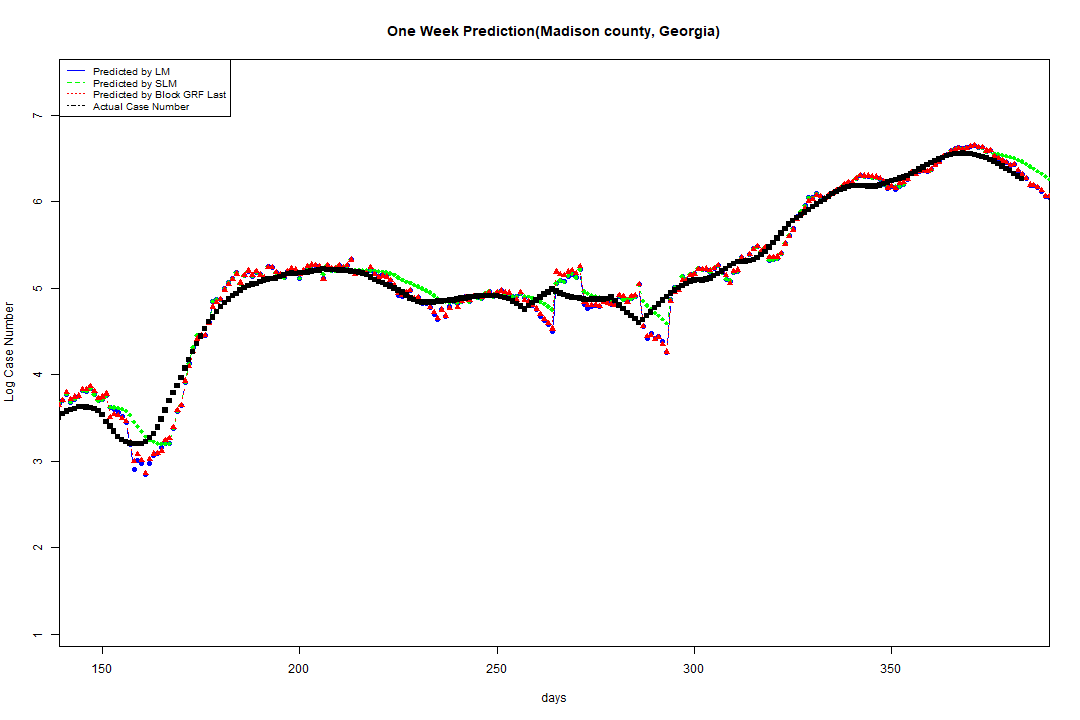 One Week Prediction(Madison county, Georgia)
Predicted by LM
Predicted by SLM
Predicted by Block GRF Last
Actual Case Number
7
6
5
4
3
2
1
Log Case Number
150 200 250 300 350
days